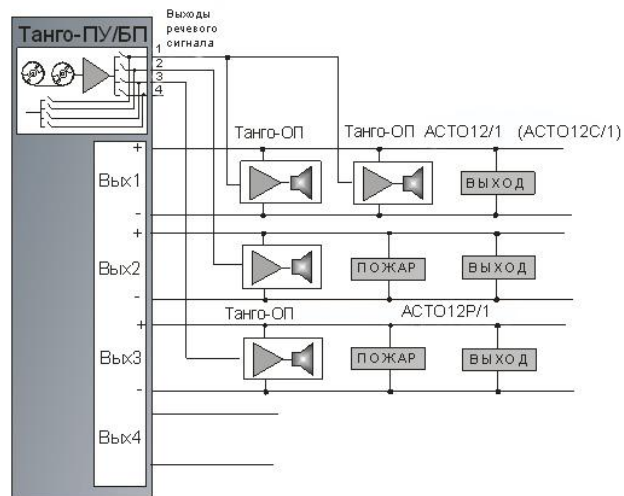 Выходы
речевого
сигнала
Танго-ПУ/БП
1
2
3
4
Танго-ОП Танго-ОП АСТО12/1 (АСТО12С/1)
+
Вых1
ВЫХОД
-
+
Вых2
ПОЖАР ВЫХОД
-
Танго-ОП АСТО12Р/1
+
Вых3
ПОЖАР ВЫХОД
-
Вых4